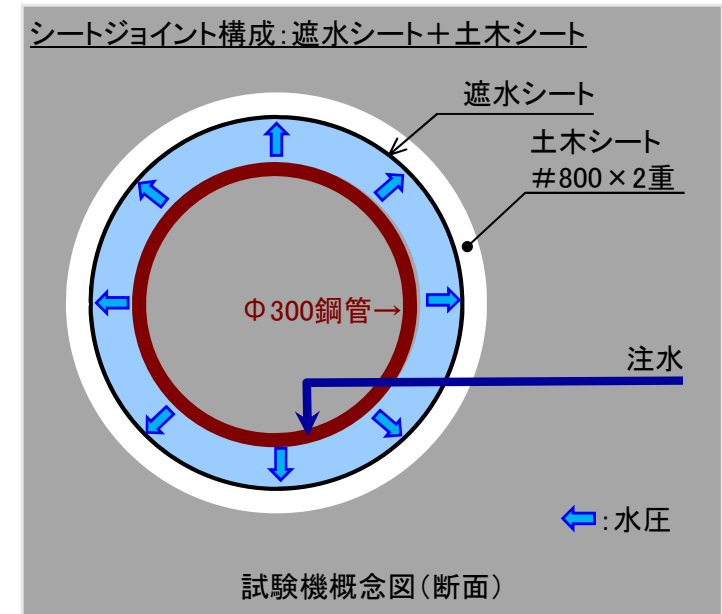 シートジョイント構成：遮水シート＋土木シート
遮水シート
土木シート
＃800×2重
Φ300鋼管→
注水
：水圧
試験機概念図（断面）